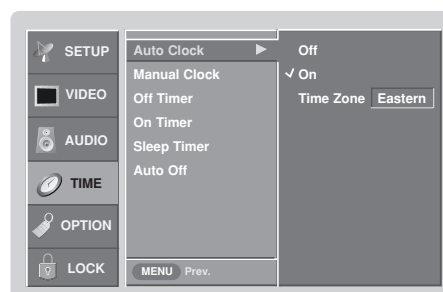 SETUP
VIDEO
AUDIO
TIME
OPTION
LOCK
Auto Clock
Manual Clock
Off Timer
On Timer
Sleep Timer
Auto Off
MENU Prev.
Off
On
Time Zone Eastern